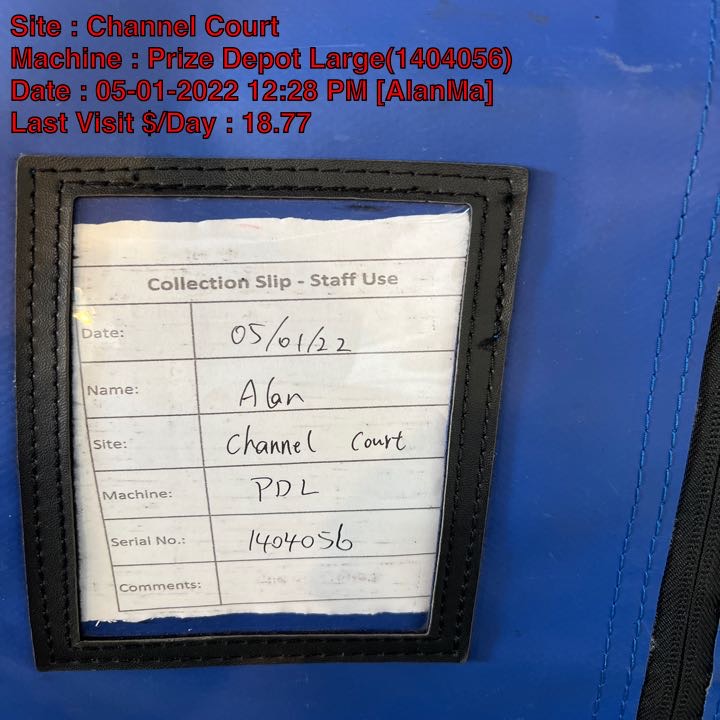 Site : Channel Court
Machine : Prize Depot Large(1404056)
Date : 05-01-2022 12:28 PM [AlanMa]
Last Visit $/Day : 18.77
Collection Slip - Staff Use
Date: 05/01/22
Name: Alan
Site: Channel Court
Machine: PDL
Serial No.: 1404056
Comments: